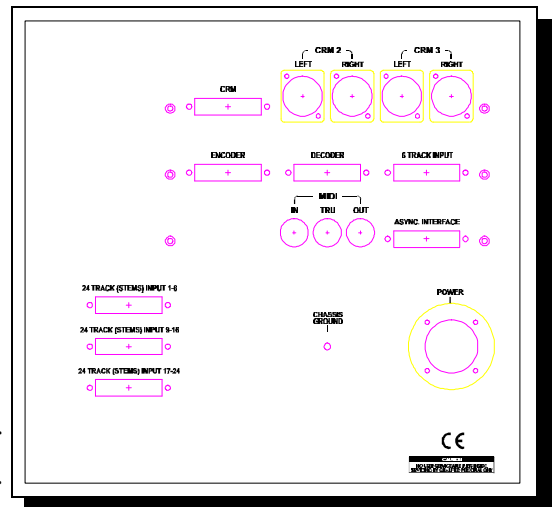 CRM 2
CRM 3
LEFT
RIGHT
LEFT
RIGHT
CRM
ENCODER
DECODER
6 TRACK INPUT
MIDI
IN
TRU
OUT
ASYNC. INTERFACE
24 TRACK (STEMS) INPUT 1-8
24 TRACK (STEMS) INPUT 9-16
24 TRACK (STEMS) INPUT 17-24
CHASSIS
GROUND
POWER
CE
CAUTION